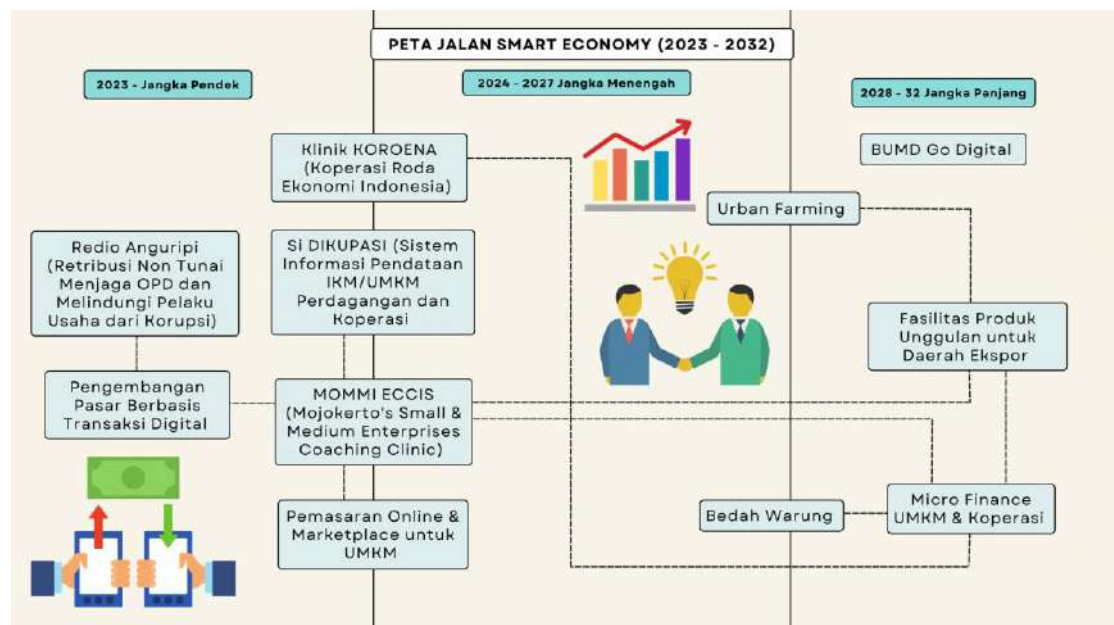 PETA JALAN SMART ECONOMY (2023 - 2032)
2023 - Jangka Pendek
2024 - 2027 Jangka Menengah
2028 - 32 Jangka Panjang
Klinik KOROENA
(Koperasi Roda
Ekonomi Indonesia)
BUMD Go Digital
Urban Farming
Redio Anguripi
(Retribusi Non Tunai
Menjaga OPD dan
Melindungi Pelaku
Usaha dari Korupsi)
Si DIKUPASI (Sistem
Informasi Pendataan
IKM/UMKM
Perdagangan dan
Koperasi
Fasilitas Produk
Unggulan untuk
Daerah Ekspor
Pengembangan
Pasar Berbasis
Transaksi Digital
MOMMI ECCIS
(Mojokerto's Small &
Medium Enterprises
Coaching Clinic)
Pemasaran Online &
Marketplace untuk
UMKM
Bedah Warung
Micro Finance
UMKM & Koperasi